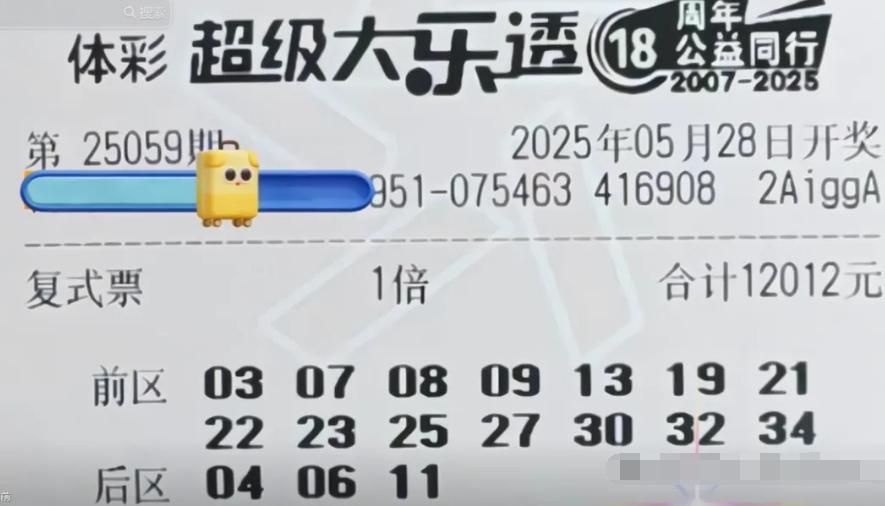 搜索
体彩 超级大乐透 18 周年 公益同行 2007-2025
第 25059期 2025年05月28日开奖
951-075463 416908 2AiggA
复式票 1倍 合计12012元
前区 03 07 08 09 13 19 21
22 23 25 27 30 32 34
后区 04 06 11